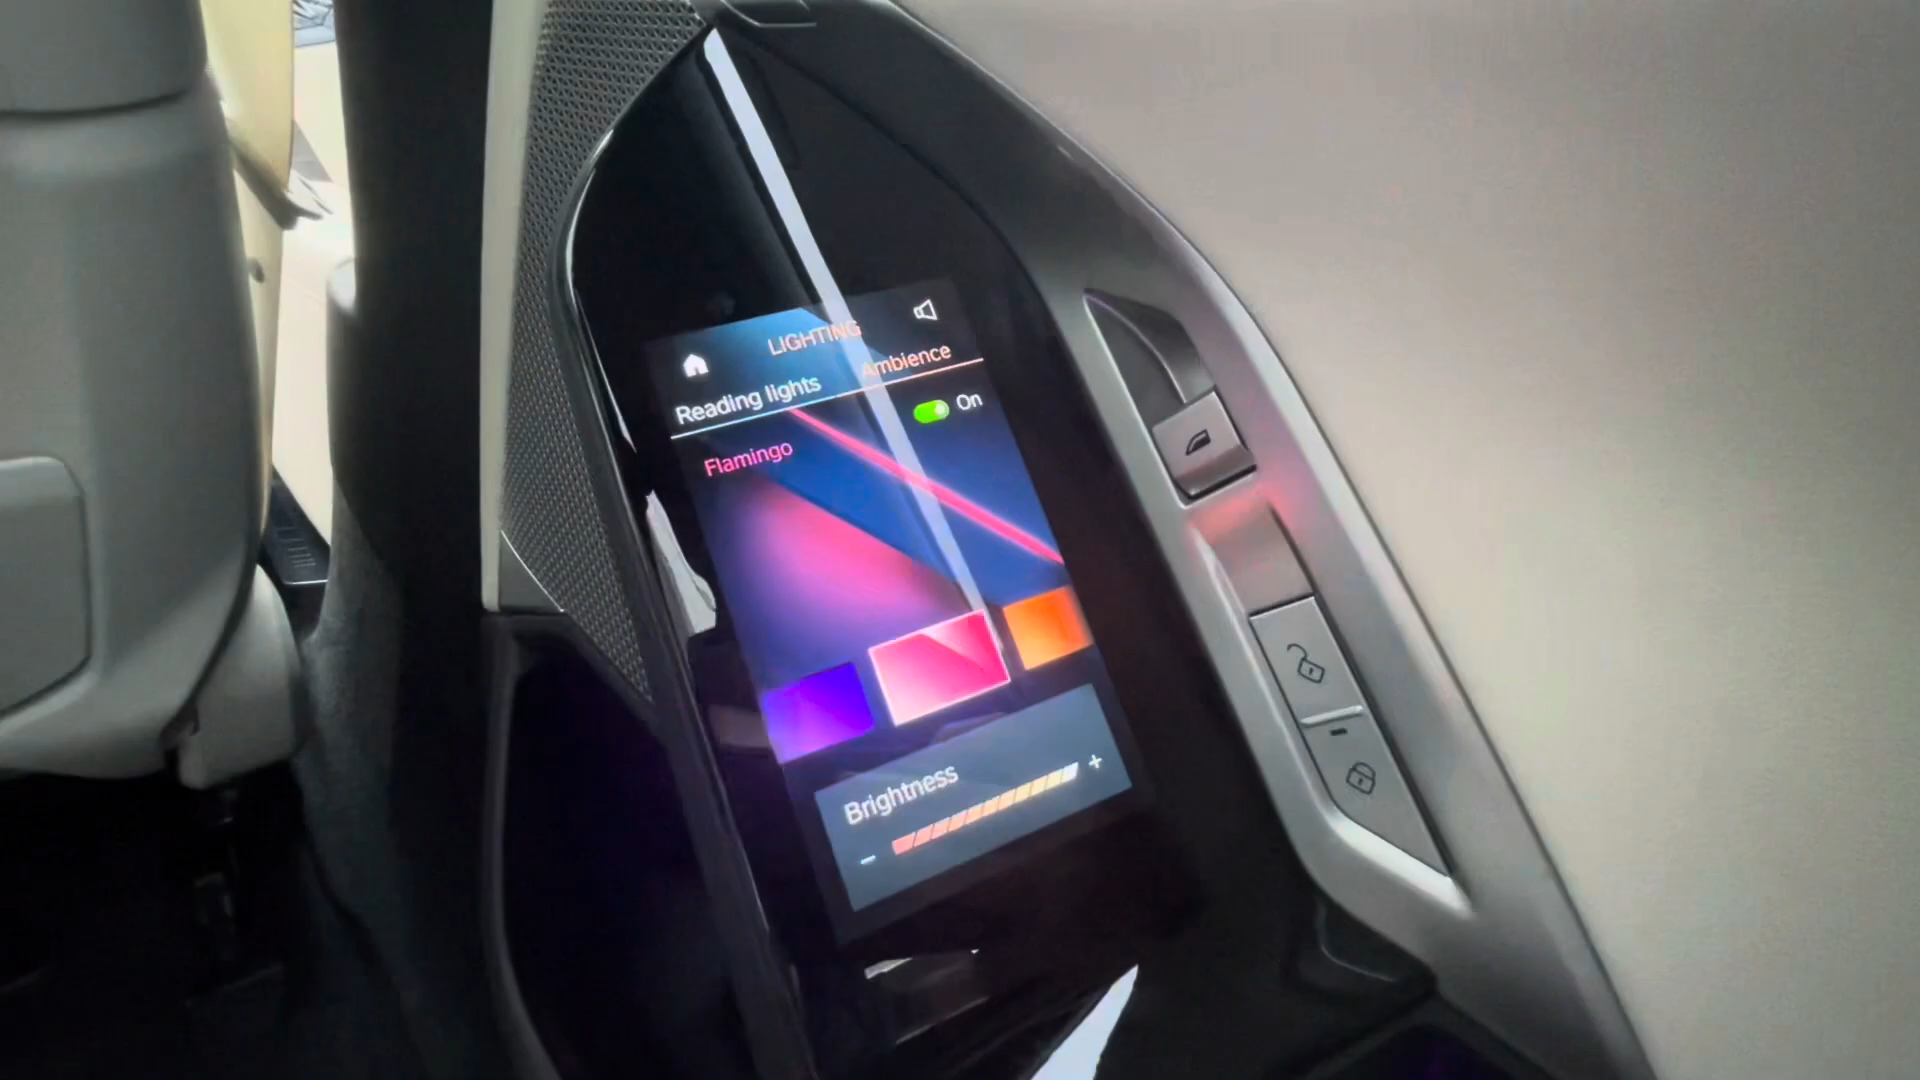 LIGHTING
Reading lights
Ambience
On
Flamingo
Brightness
- +